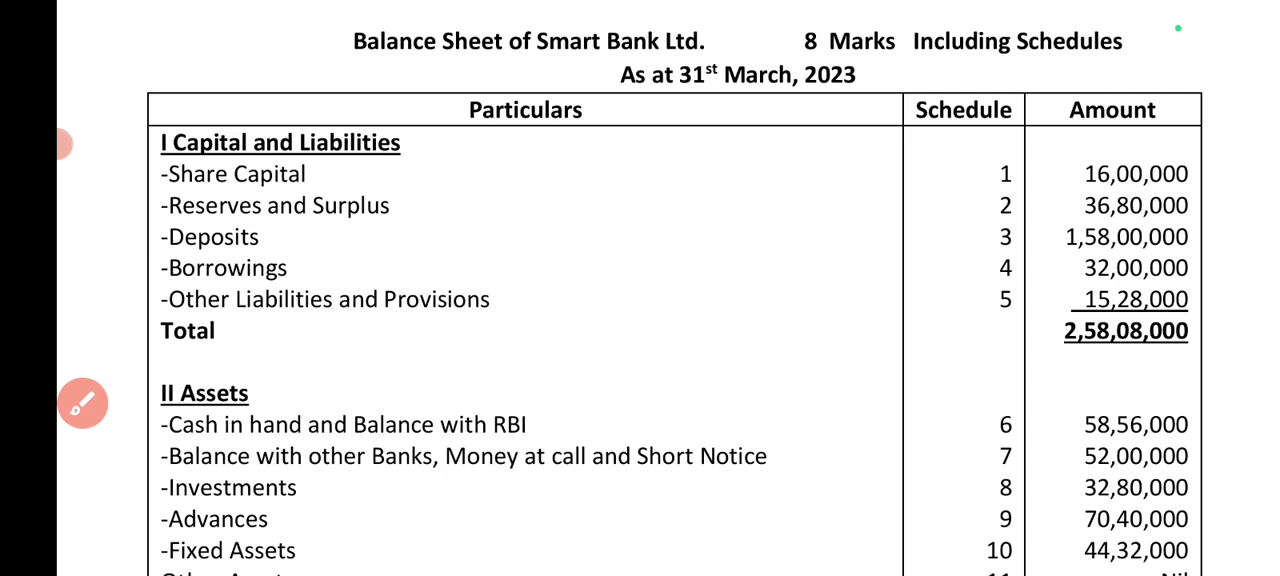 Balance Sheet of Smart Bank Ltd. 8 Marks Including Schedules
As at 31st March, 2023
Particulars Schedule Amount
I Capital and Liabilities
-Share Capital 1 16,00,000
-Reserves and Surplus 2 36,80,000
-Deposits 3 1,58,00,000
-Borrowings 4 32,00,000
-Other Liabilities and Provisions 5 15,28,000
Total 2,58,08,000
II Assets
-Cash in hand and Balance with RBI 6 58,56,000
-Balance with other Banks, Money at call and Short Notice 7 52,00,000
-Investments 8 32,80,000
-Advances 9 70,40,000
-Fixed Assets 10 44,32,000